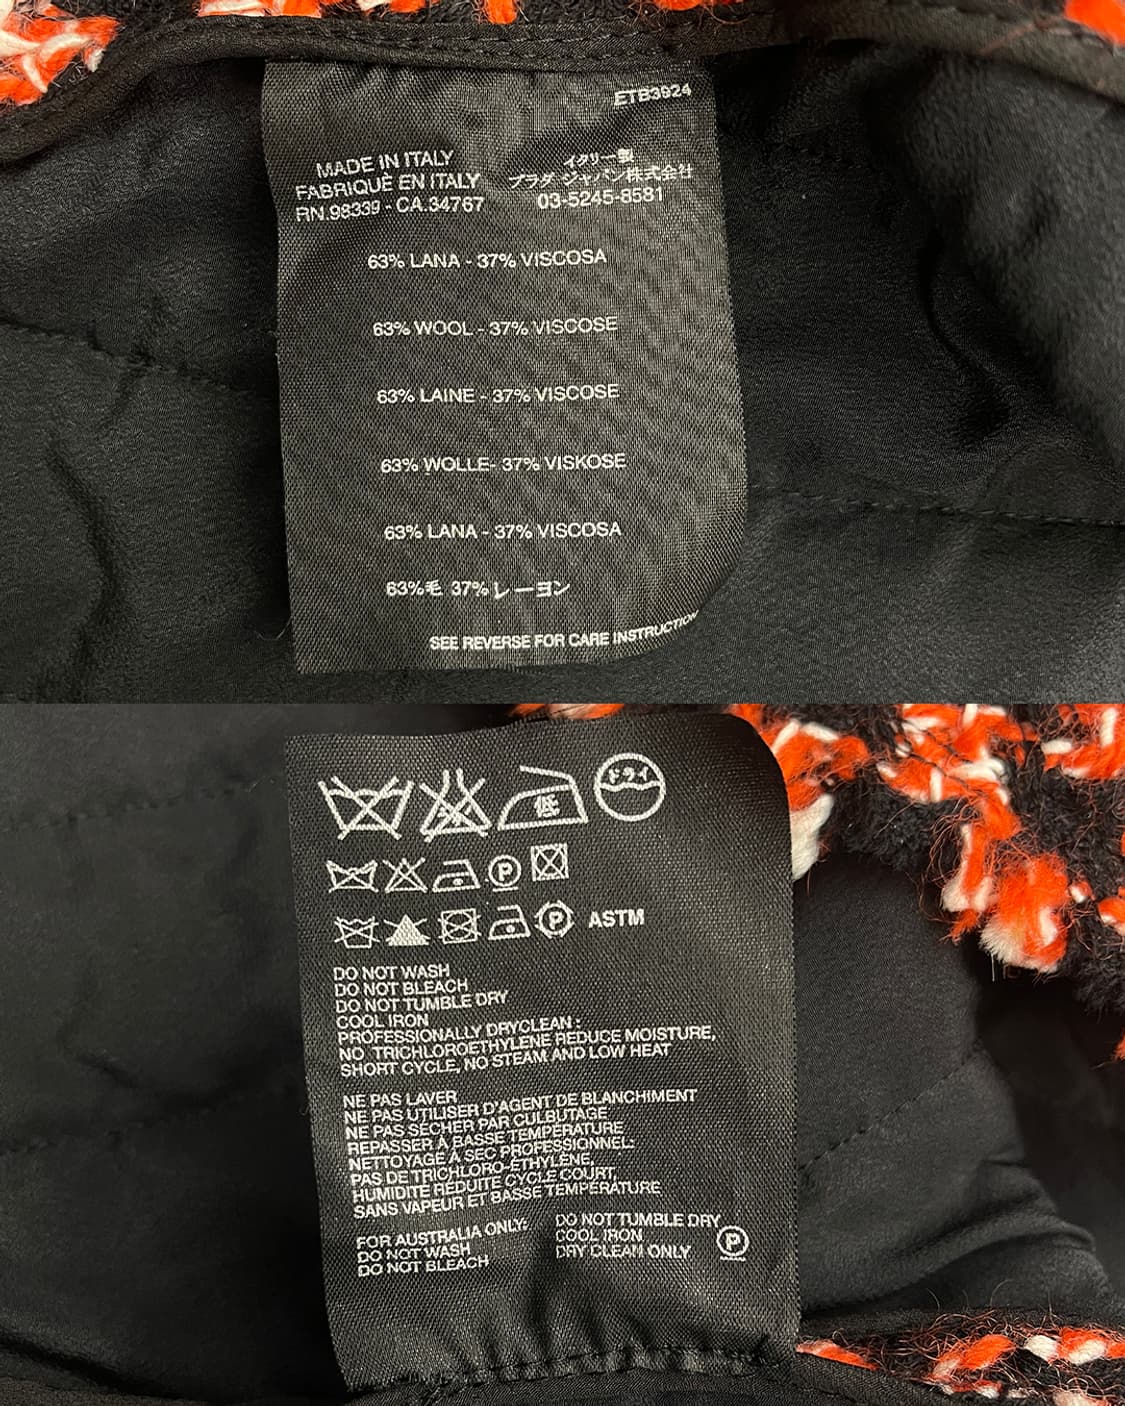 ETB3924
MADE IN ITALY
FABRIQUÈ EN ITALY
RN.98339 - CA.34767
イタリー製
プラダ ジャパン株式会社
03-5245-8581
63% LANA - 37% VISCOSA
63% WOOL - 37% VISCOSE
63% LAINE - 37% VISCOSE
63% WOLLE- 37% VISKOSE
63% LANA - 37% VISCOSA
63%毛 37%レーヨン
SEE REVERSE FOR CARE INSTRUCTION
低 ドライ
P
P ASTM
DO NOT WASH
DO NOT BLEACH
DO NOT TUMBLE DRY
COOL IRON
PROFESSIONALLY DRYCLEAN :
NO TRICHLOROETHYLENE REDUCE MOISTURE,
SHORT CYCLE, NO STEAM AND LOW HEAT
NE PAS LAVER
NE PAS UTILISER D'AGENT DE BLANCHIMENT
NE PAS SÉCHER PAR CULBUTAGE
REPASSER À BASSE TEMPÉRATURE
NETTOYAGE À SEC PROFESSIONNEL:
PAS DE TRICHLORO-ÉTHYLÈNE
HUMIDITE RÉDUITE CYCLE COURT
SANS VAPEUR ET BASSE TEMPÉRATURE
FOR AUSTRALIA ONLY:
DO NOT WASH
DO NOT BLEACH
DO NOT TUMBLE DRY
COOL IRON
DRY CLEAN ONLY
P